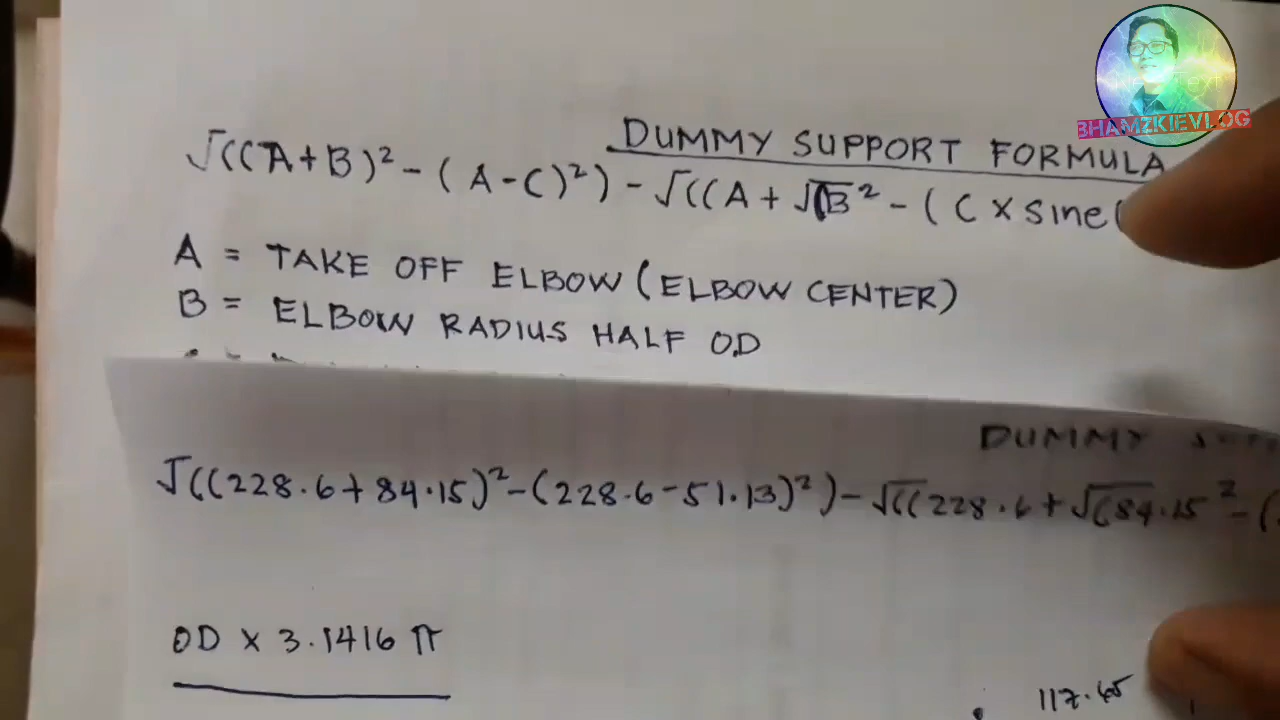 BHAMZKIEVLOG
DUMMY SUPPORT FORMULA
√((A+B)² - (A-C)²) - √((A + √(B² - (C x sine(
A = TAKE OFF ELBOW (ELBOW CENTER)
B = ELBOW RADIUS HALF O.D
DUMMY
√((228.6+84.15)² - (228.6-51.13)²) - √((228.6+√(84.15² - (
OD x 3.1416 π
117.65